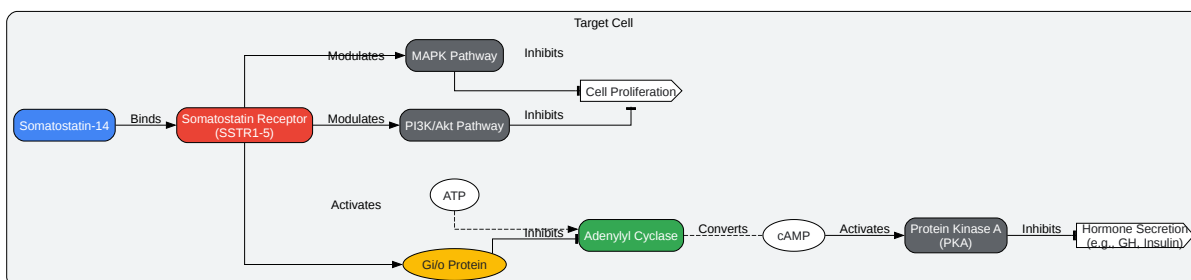 Target Cell
Modulates
MAPK Pathway
Inhibits
Cell Proliferation
Somatostatin-14
Binds
Somatostatin Receptor
(SSTR1-5)
Modulates
PI3K/Akt Pathway
Inhibits
ATP
Activates
Inhibits
Adenylyl Cyclase
Converts
cAMP
Activates
Protein Kinase A
(PKA)
Inhibits
Hormone Secretion
(e.g., GH, Insulin)
Gi/o Protein